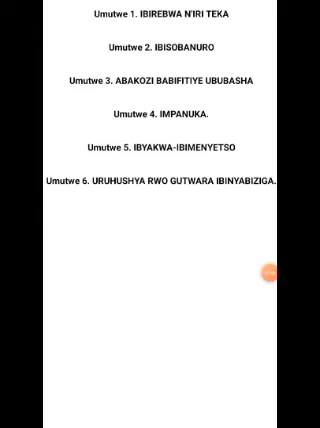 Umutwe 1. IBIREBWA N'IRI TEKA
Umutwe 2. IBISOBANURO
Umutwe 3. ABAKOZI BABIFITIYE UBUBASHA
Umutwe 4. IMPANUKA.
Umutwe 5. IBYAKWA-IBIMENYETSO
Umutwe 6. URUHUSHYA RWO GUTWARA IBINYABIZIGA.